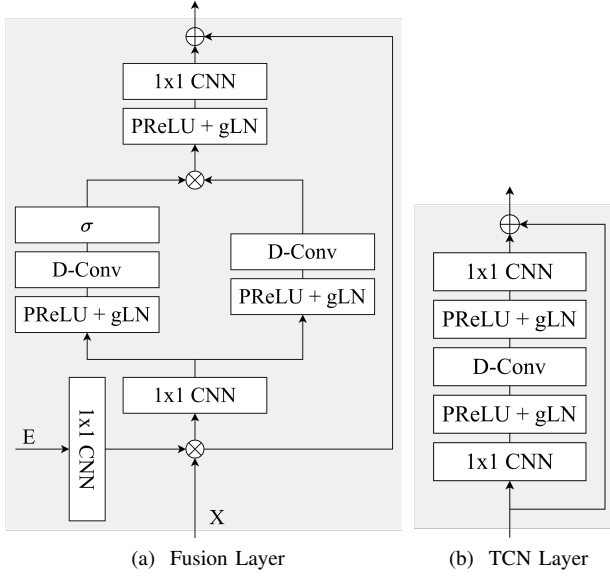 1x1 CNN
PReLU + gLN
σ
D-Conv
PReLU + gLN
D-Conv
PReLU + gLN
1x1 CNN
E
1x1 CNN
X
(a) Fusion Layer
1x1 CNN
PReLU + gLN
D-Conv
PReLU + gLN
1x1 CNN
(b) TCN Layer